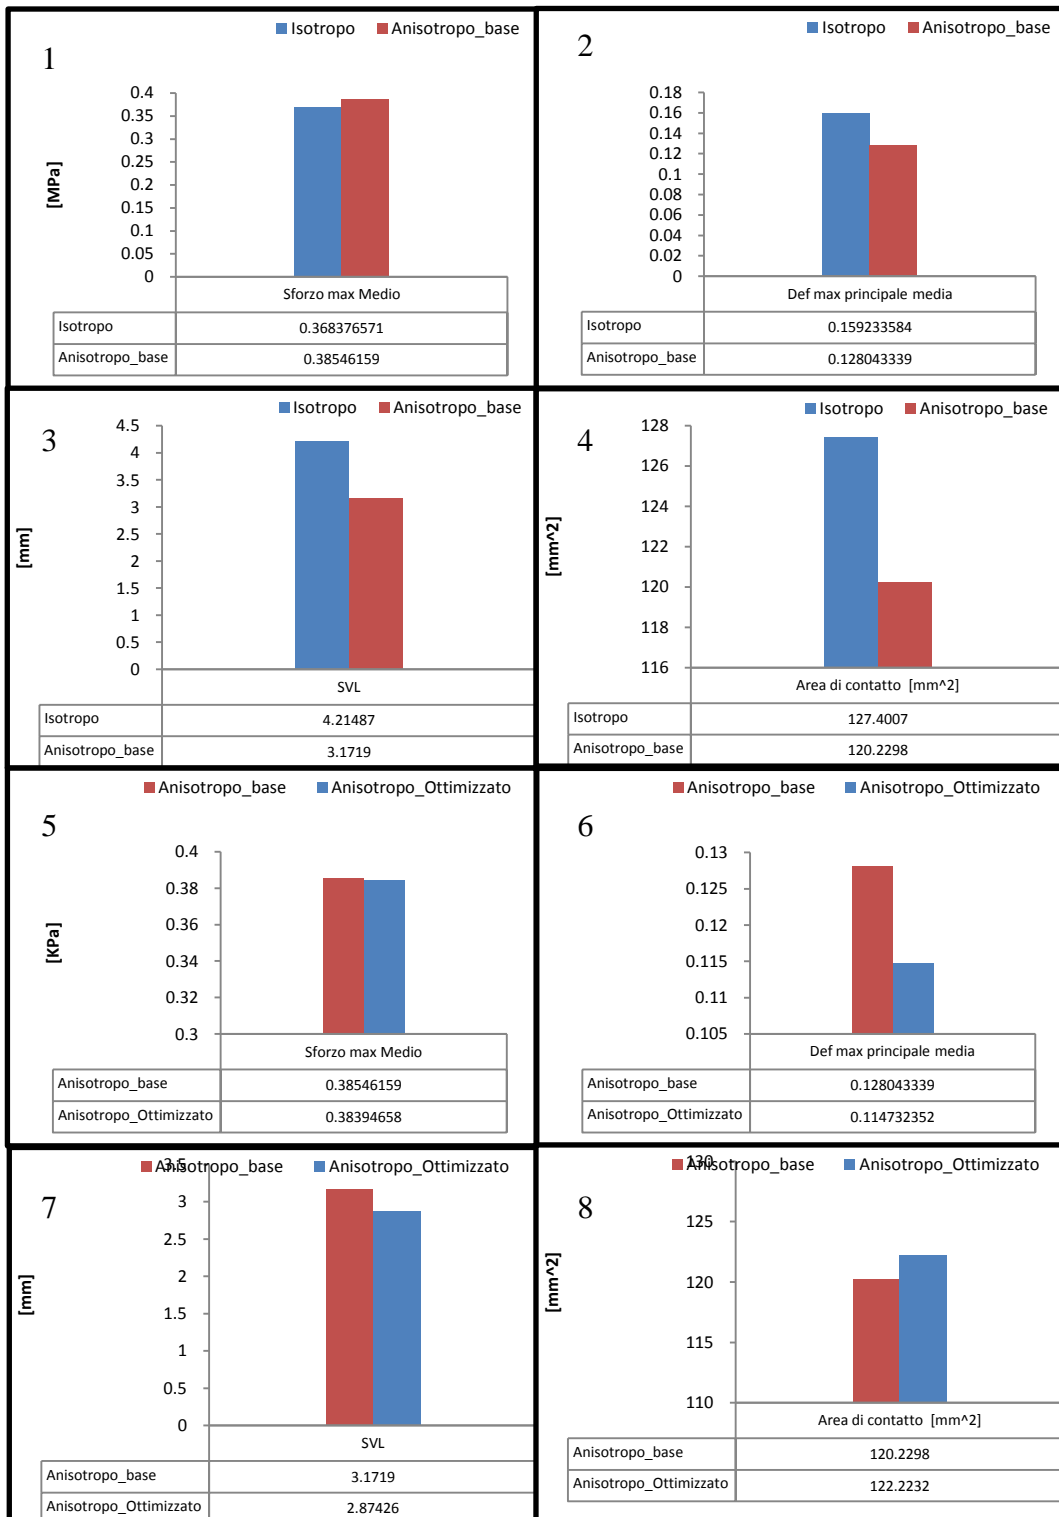 Isotropo Anisotropo_base
1
0.4
0.35
0.3
0.25
0.2
0.15
0.1
0.05
0
[MPa]
Sforzo max Medio
Isotropo 0.368376571
Anisotropo_base 0.38546159
Isotropo Anisotropo_base
2
0.18
0.16
0.14
0.12
0.1
0.08
0.06
0.04
0.02
0
Def max principale media
Isotropo 0.159233584
Anisotropo_base 0.128043339
Isotropo Anisotropo_base
3
4.5
4
3.5
3
2.5
2
1.5
1
0.5
0
[mm]
SVL
Isotropo 4.21487
Anisotropo_base 3.1719
Isotropo Anisotropo_base
4
128
126
124
122
120
118
116
[mm^2]
Area di contatto [mm^2]
Isotropo 127.4007
Anisotropo_base 120.2298
Anisotropo_base Anisotropo_Ottimizzato
5
0.4
0.38
0.36
0.34
0.32
0.3
[KPa]
Sforzo max Medio
Anisotropo_base 0.38546159
Anisotropo_Ottimizzato 0.38394658
Anisotropo_base Anisotropo_Ottimizzato
6
0.13
0.125
0.12
0.115
0.11
0.105
Def max principale media
Anisotropo_base 0.128043339
Anisotropo_Ottimizzato 0.114732352
Anisotropo_base Anisotropo_Ottimizzato
7
3.5
3
2.5
2
1.5
1
0.5
0
[mm]
SVL
Anisotropo_base 3.1719
Anisotropo_Ottimizzato 2.87426
Anisotropo_base Anisotropo_Ottimizzato
8
130
125
120
115
110
[mm^2]
Area di contatto [mm^2]
Anisotropo_base 120.2298
Anisotropo_Ottimizzato 122.2232